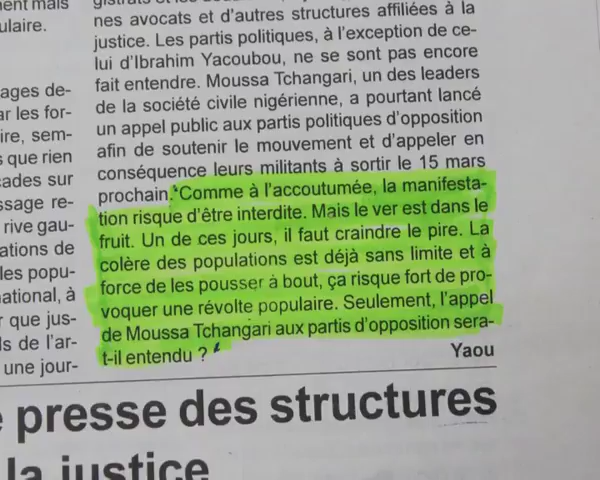 ent mais
ulaire.
ages de-
ar les for-
ire, sem-
s que rien
cades sur
ssage re-
rive gau-
ations de
les popu-
ational, à
r que jus-
ls de l'ar-
une jour-
nes avocats et d'autres structures affiliées à la
justice. Les partis politiques, à l'exception de ce-
lui d'Ibrahim Yacoubou, ne se sont pas encore
fait entendre. Moussa Tchangari, un des leaders
de la société civile nigérienne, a pourtant lancé
un appel public aux partis politiques d'opposition
afin de soutenir le mouvement et d'appeler en
conséquence leurs militants à sortir le 15 mars
prochain. Comme à l'accoutumée, la manifesta-
tion risque d'être interdite. Mais le ver est dans le
fruit. Un de ces jours, il faut craindre le pire. La
colère des populations est déjà sans limite et à
force de les pousser à bout, ça risque fort de pro-
voquer une révolte populaire. Seulement, l'appel
de Moussa Tchangari aux partis d'opposition sera-
t-il entendu ?
Yaou
e presse des structures
la justice